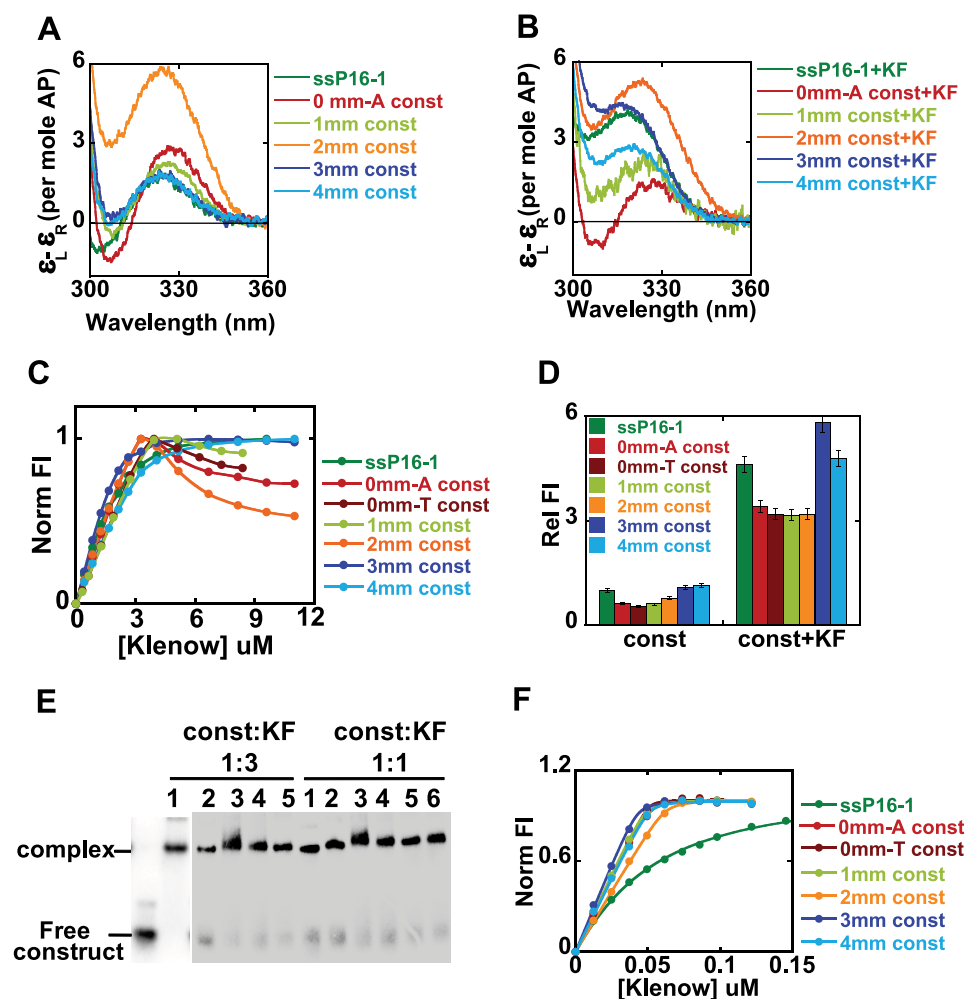 A
6
3
0
300
330
360
εL- εR (per mole AP)
Wavelength (nm)
ssP16-1
0 mm-A const
1mm const
2mm const
3mm const
4mm const
B
6
3
0
300
330
360
εL- εR (per mole AP)
Wavelength (nm)
ssP16-1+KF
0mm-A const+KF
1mm const+KF
2mm const+KF
3mm const+KF
4mm const+KF
C
1
0
0
3
6
9
12
Norm FI
[Klenow] uM
ssP16-1
0mm-A const
0mm-T const
1mm const
2mm const
3mm const
4mm const
D
6
3
0
Rel FI
ssP16-1
0mm-A const
0mm-T const
1mm const
2mm const
3mm const
4mm const
const
const+KF
E
const:KF const:KF
1:3 1:1
1 2 3 4 5 1 2 3 4 5 6
complex
Free
construct
F
1.2
0.6
0
0
0.05
0.1
0.15
Norm FI
[Klenow] uM
ssP16-1
0mm-A const
0mm-T const
1mm const
2mm const
3mm const
4mm const